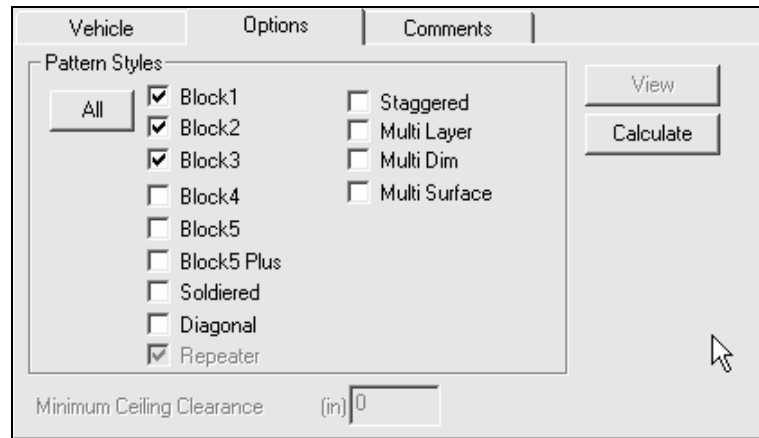 Vehicle Options Comments
Pattern Styles
All
Block1
Block2
Block3
Block4
Block5
Block5 Plus
Soldiered
Diagonal
Repeater
Staggered
Multi Layer
Multi Dim
Multi Surface
View
Calculate
Minimum Ceiling Clearance (in) 0